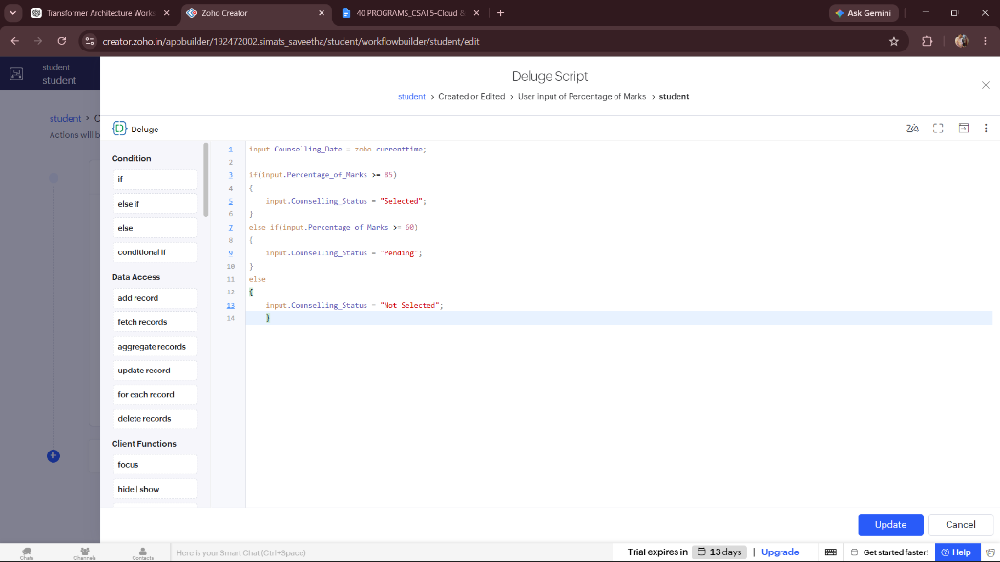 Transformer Architecture Works
Zoho Creator
40 PROGRAMS_CSA15-Cloud &
Ask Gemini
creator.zoho.in/appbuilder/192472002.simats_saveetha/student/workflowbuilder/student/edit
student
student
student > C
Actions will b
Deluge Script
student > Created or Edited > User input of Percentage of Marks > student
Deluge
Condition
if
else if
else
conditional if
Data Access
add record
fetch records
aggregate records
update record
for each record
delete records
Client Functions
focus
hide | show
1 input.Counselling_Date = zoho.currenttime;
2
3 if(input.Percentage_of_Marks >= 85)
4 {
5 input.Counselling_Status = "Selected";
6 }
7 else if(input.Percentage_of_Marks >= 60)
8 {
9 input.Counselling_Status = "Pending";
10 }
11 else
12 {
13 input.Counselling_Status = "Not Selected";
14 }
Update
Cancel
Chats
Channels
Contacts
Here is your Smart Chat (Ctrl+Space)
Trial expires in 13 days | Upgrade
Get started faster!
Help